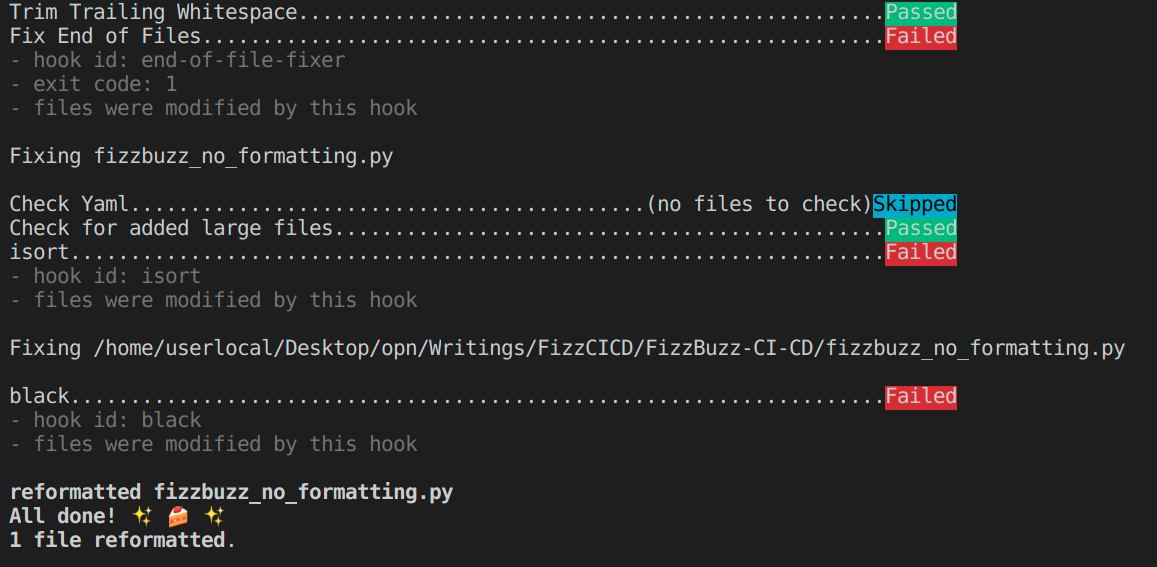 Trim Trailing Whitespace.................................................Passed
Fix End of Files.........................................................Failed
- hook id: end-of-file-fixer
- exit code: 1
- files were modified by this hook
Fixing fizzbuzz_no_formatting.py
Check Yaml...........................................(no files to check)Skipped
Check for added large files..............................................Passed
isort....................................................................Failed
- hook id: isort
- files were modified by this hook
Fixing /home/userlocal/Desktop/opn/Writings/FizzCICD/FizzBuzz-CI-CD/fizzbuzz_no_formatting.py
black....................................................................Failed
- hook id: black
- files were modified by this hook
reformatted fizzbuzz_no_formatting.py
All done! ✨ 🍰 ✨
1 file reformatted.